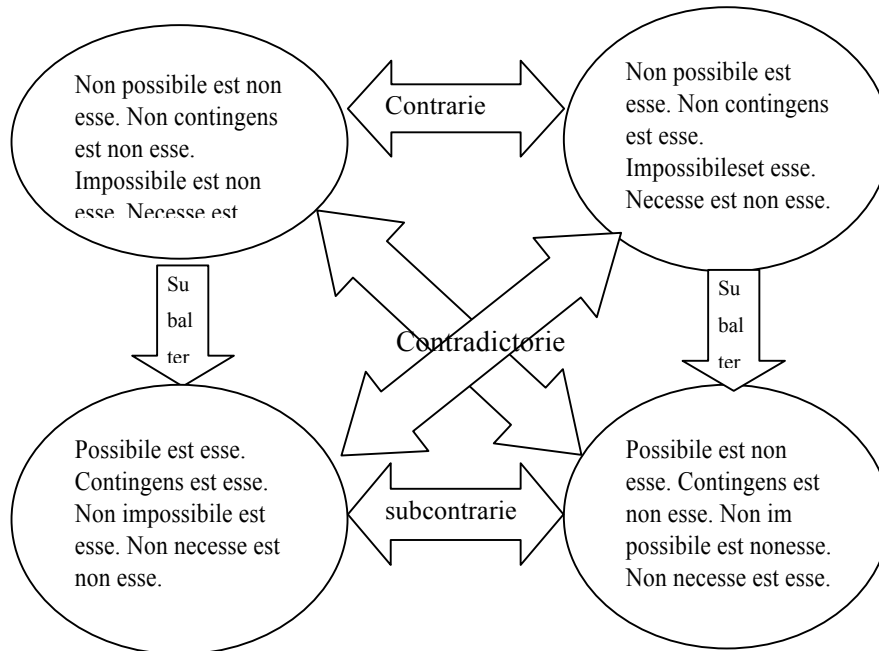 Non possibile est non
esse. Non contingens
est non esse.
Impossibile est non
esse. Necesse est
Contrarie
Non possibile est
esse. Non contingens
est esse.
Impossibileset esse.
Necesse est non esse.
Su
bal
ter
Su
bal
ter
Contradictorie
Possibile est esse.
Contingens est esse.
Non impossibile est
esse. Non necesse est
non esse.
subcontrarie
Possibile est non
esse. Contingens est
non esse. Non im
possibile est nonesse.
Non necesse est esse.